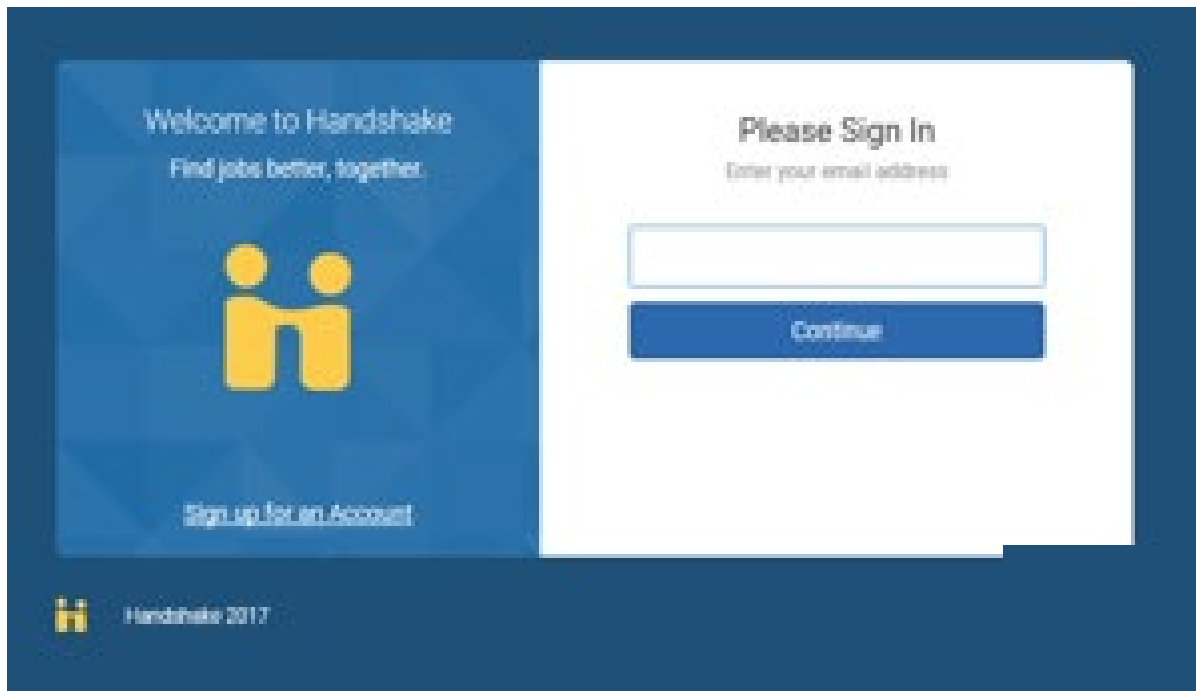 Welcome to Handshake
Find jobs better, together.
Sign up for an Account
Please Sign In
Enter your email address
Continue
Handshake 2017